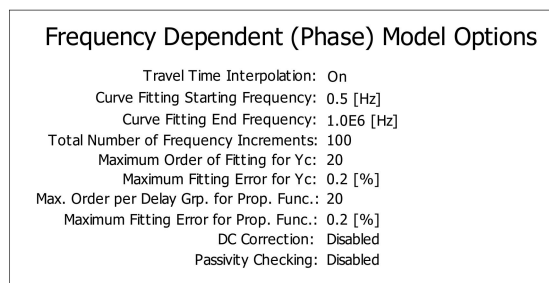 Frequency Dependent (Phase) Model Options
Travel Time Interpolation: On
Curve Fitting Starting Frequency: 0.5 [Hz]
Curve Fitting End Frequency: 1.0E6 [Hz]
Total Number of Frequency Increments: 100
Maximum Order of Fitting for Yc: 20
Maximum Fitting Error for Yc: 0.2 [%]
Max. Order per Delay Grp. for Prop. Func.: 20
Maximum Fitting Error for Prop. Func.: 0.2 [%]
DC Correction: Disabled
Passivity Checking: Disabled